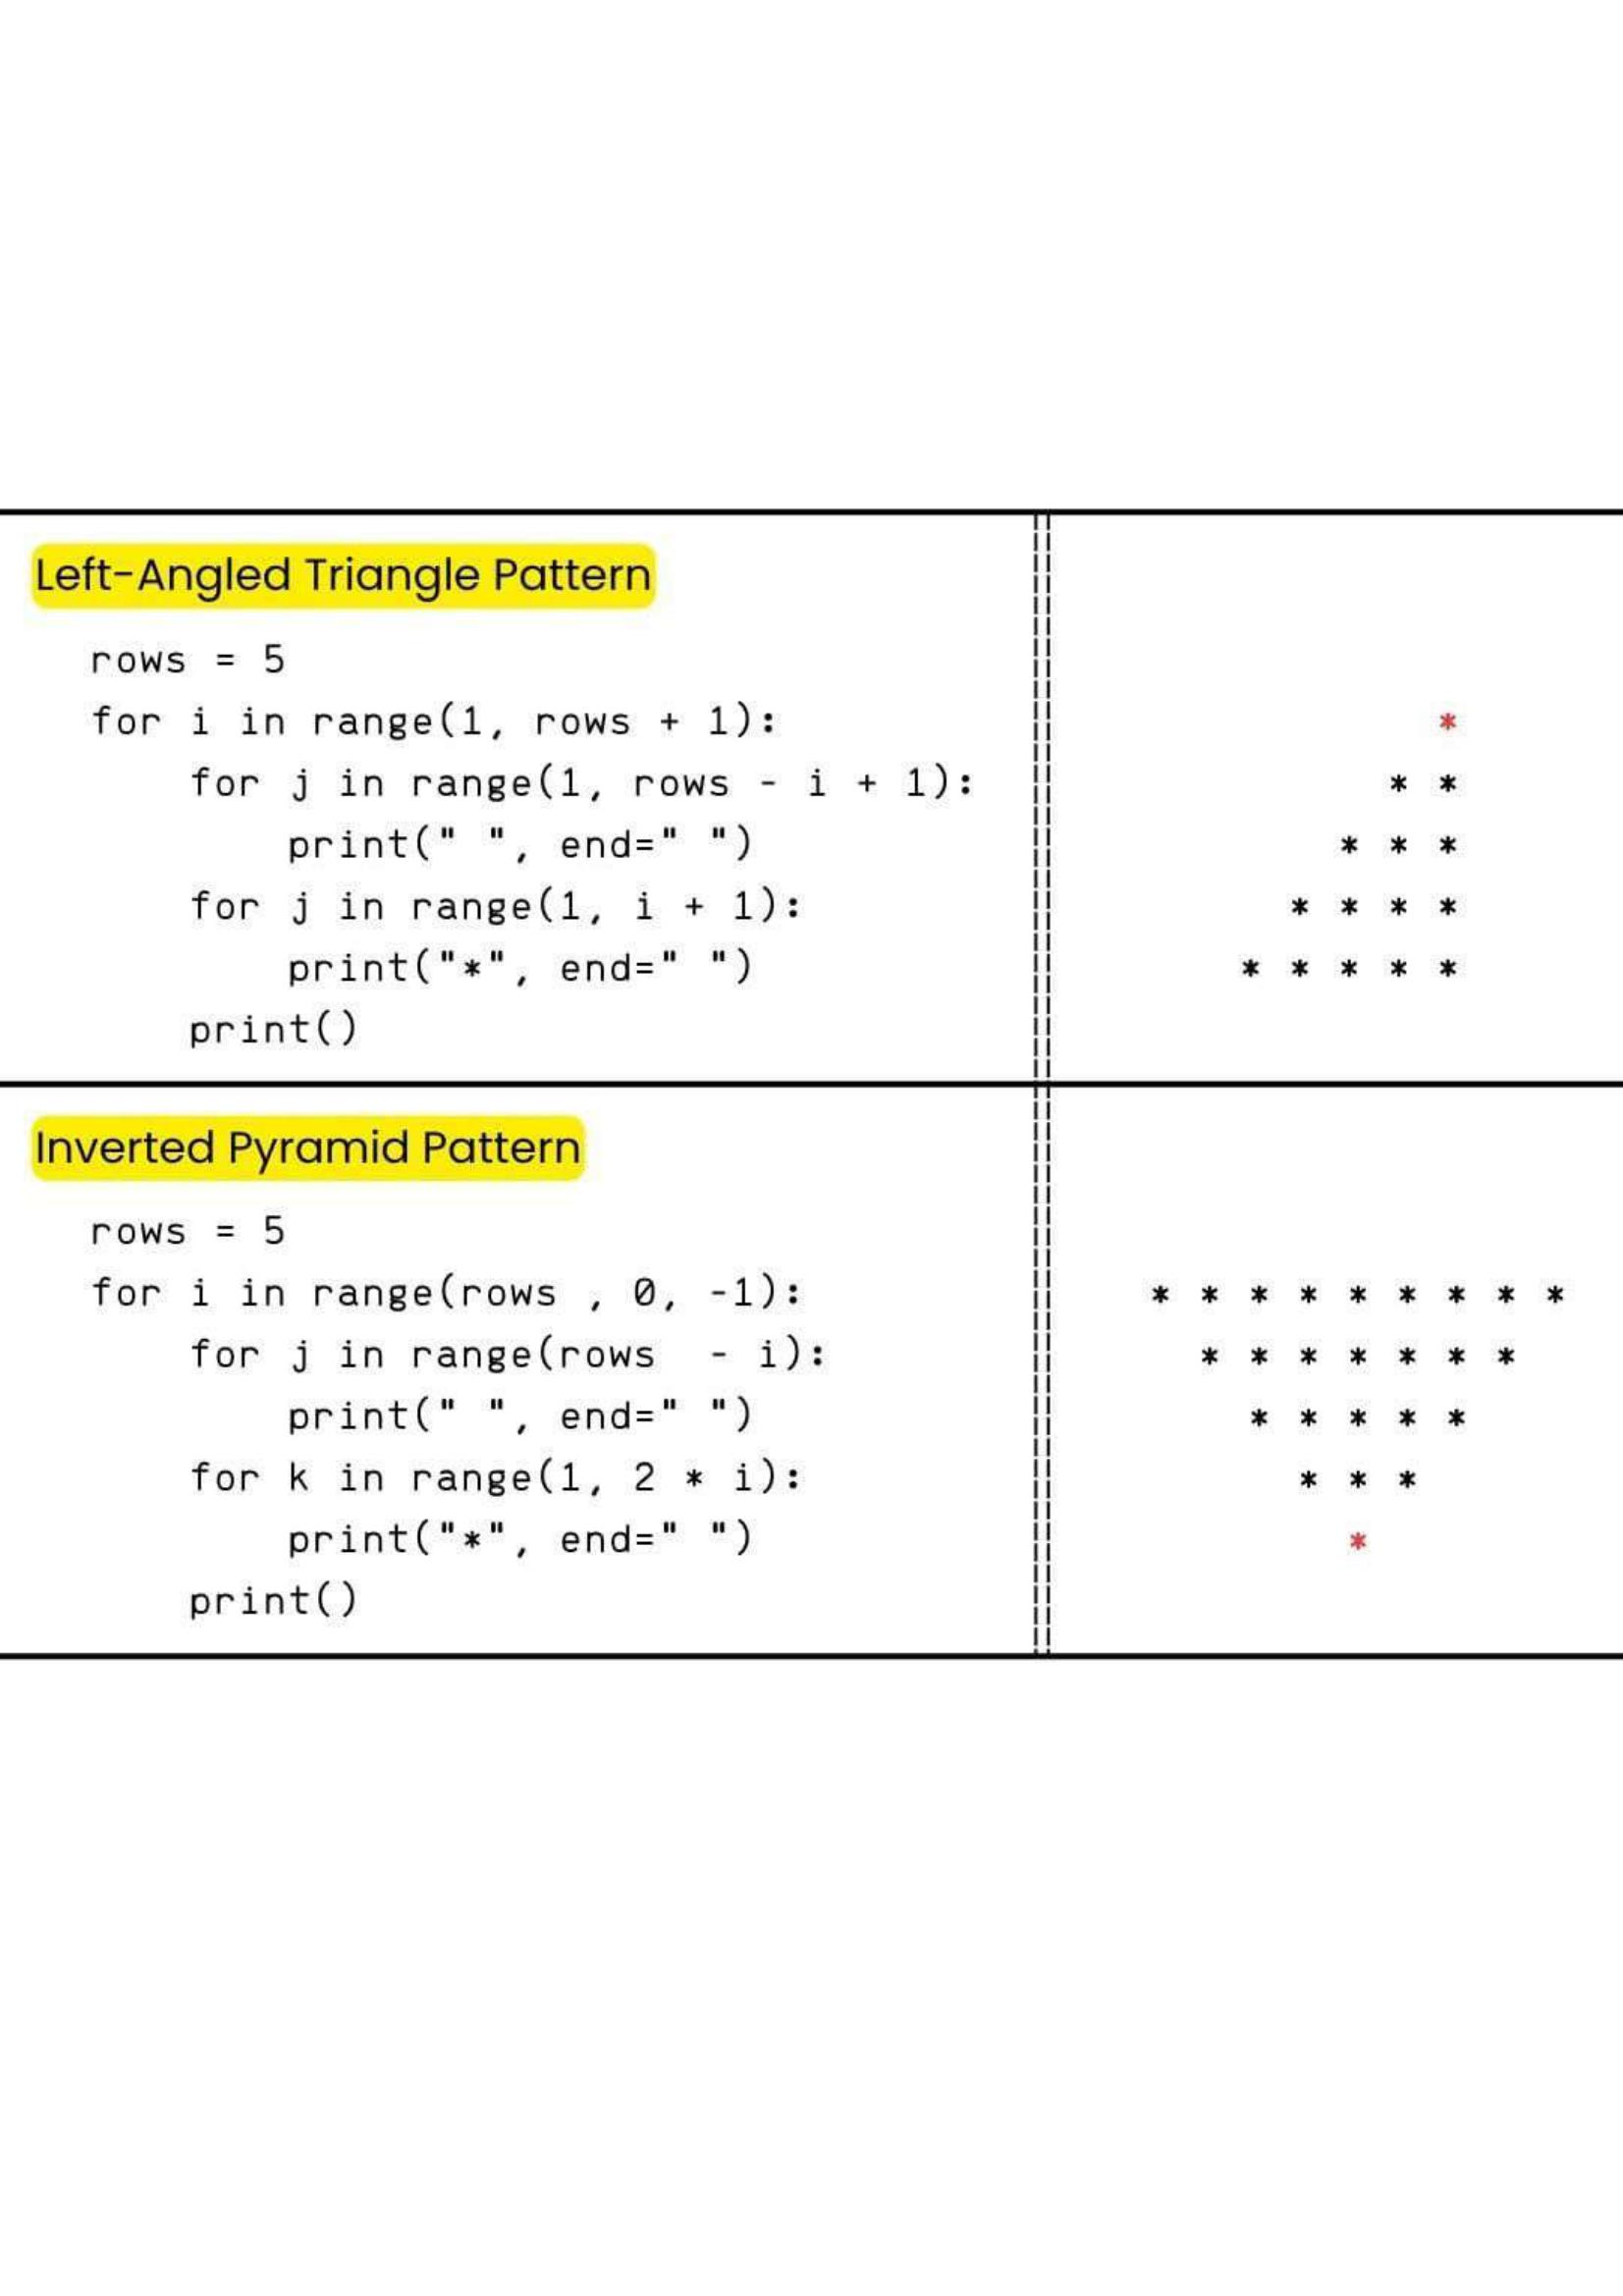 Left-Angled Triangle Pattern
rows = 5
for i in range(1, rows + 1):
    for j in range(1, rows - i + 1):
        print(" ", end=" ")
    for j in range(1, i + 1):
        print("*", end=" ")
    print()
*
* *
* * *
* * * *
* * * * *
Inverted Pyramid Pattern
rows = 5
for i in range(rows , 0, -1):
    for j in range(rows  - i):
        print(" ", end=" ")
    for k in range(1, 2 * i):
        print("*", end=" ")
    print()
* * * * * * * * *
* * * * * * *
* * * * *
* * *
*